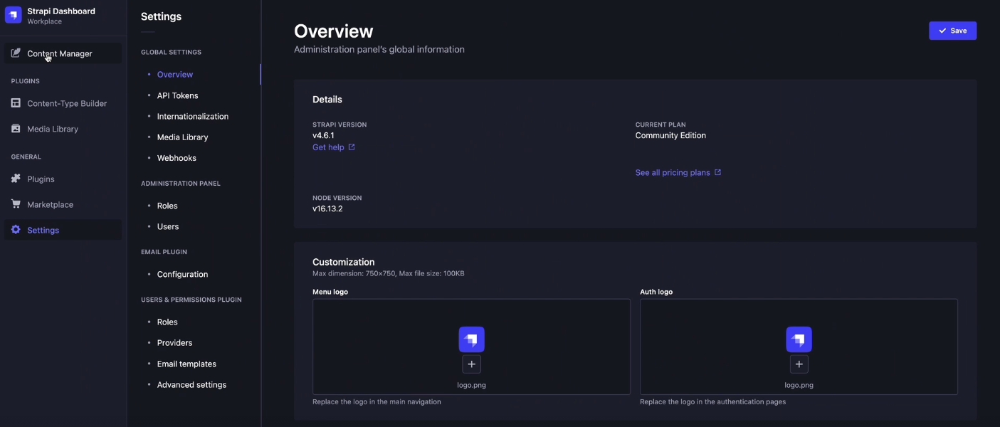 Strapi Dashboard
Workplace
Content Manager
PLUGINS
Content-Type Builder
Media Library
GENERAL
Plugins
Marketplace
Settings
Settings
GLOBAL SETTINGS
Overview
API Tokens
Internationalization
Media Library
Webhooks
ADMINISTRATION PANEL
Roles
Users
EMAIL PLUGIN
Configuration
USERS & PERMISSIONS PLUGIN
Roles
Providers
Email templates
Advanced settings
Overview
Administration panel's global information
Save
Details
STRAPI VERSION
v4.6.1
Get help
CURRENT PLAN
Community Edition
See all pricing plans
NODE VERSION
v16.13.2
Customization
Max dimension: 750×750, Max file size: 100KB
Menu logo
logo.png
Replace the logo in the main navigation
Auth logo
logo.png
Replace the logo in the authentication pages